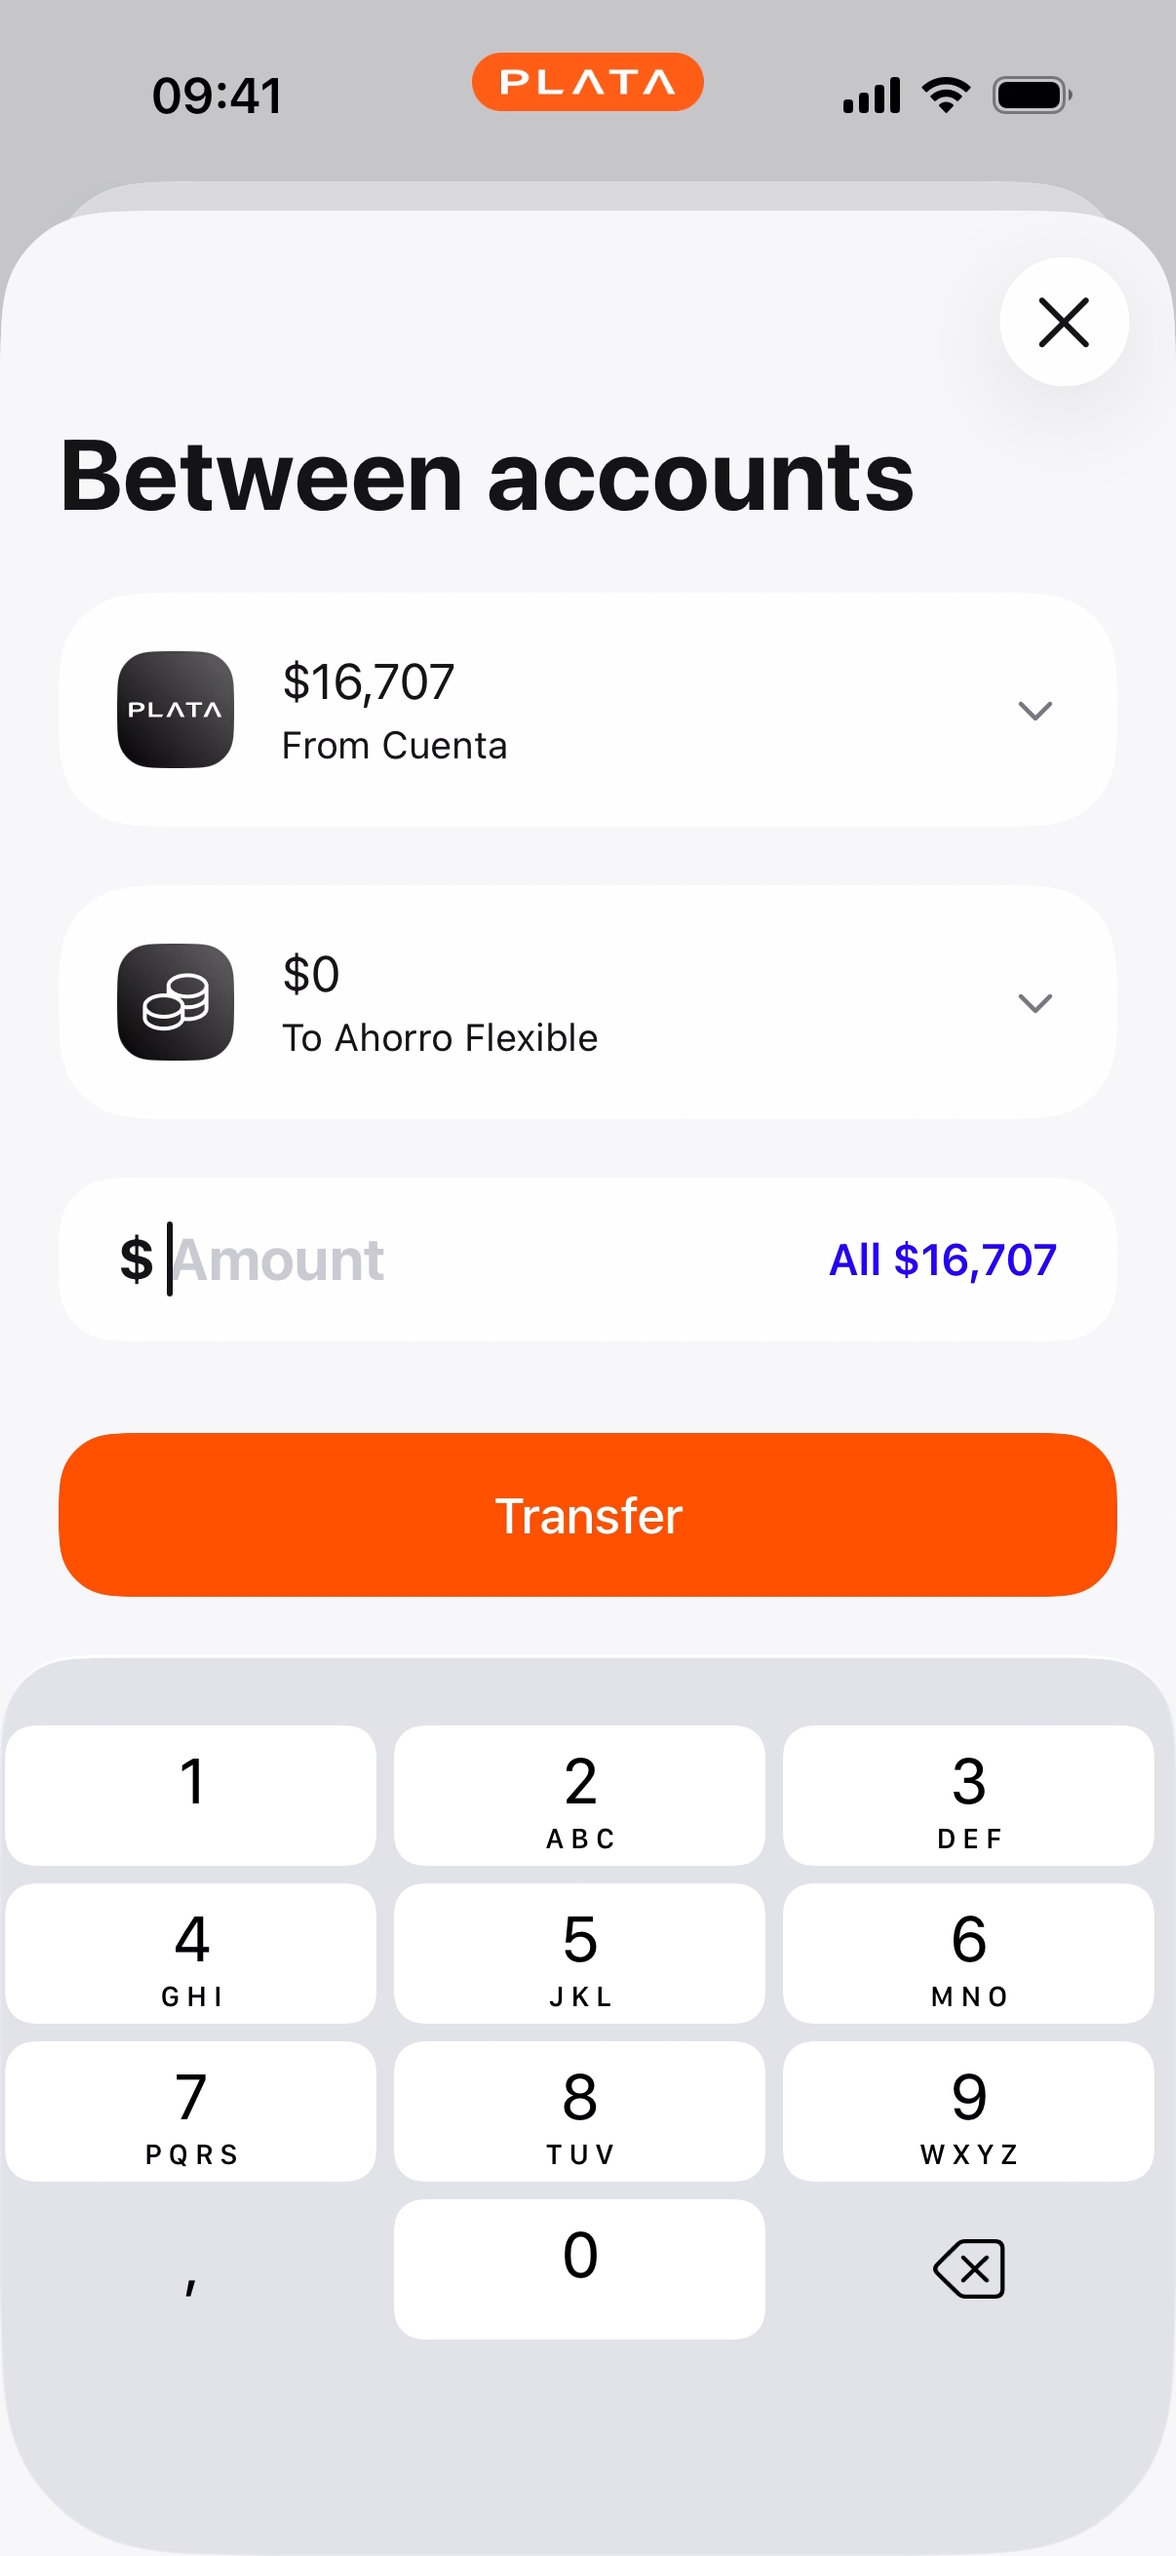 09:41
PLATA
Between accounts
PLATA
$16,707
From Cuenta
$0
To Ahorro Flexible
$ Amount
All $16,707
Transfer
1
2
ABC
3
DEF
4
GHI
5
JKL
6
MNO
7
PQRS
8
TUV
9
WXYZ
,
0